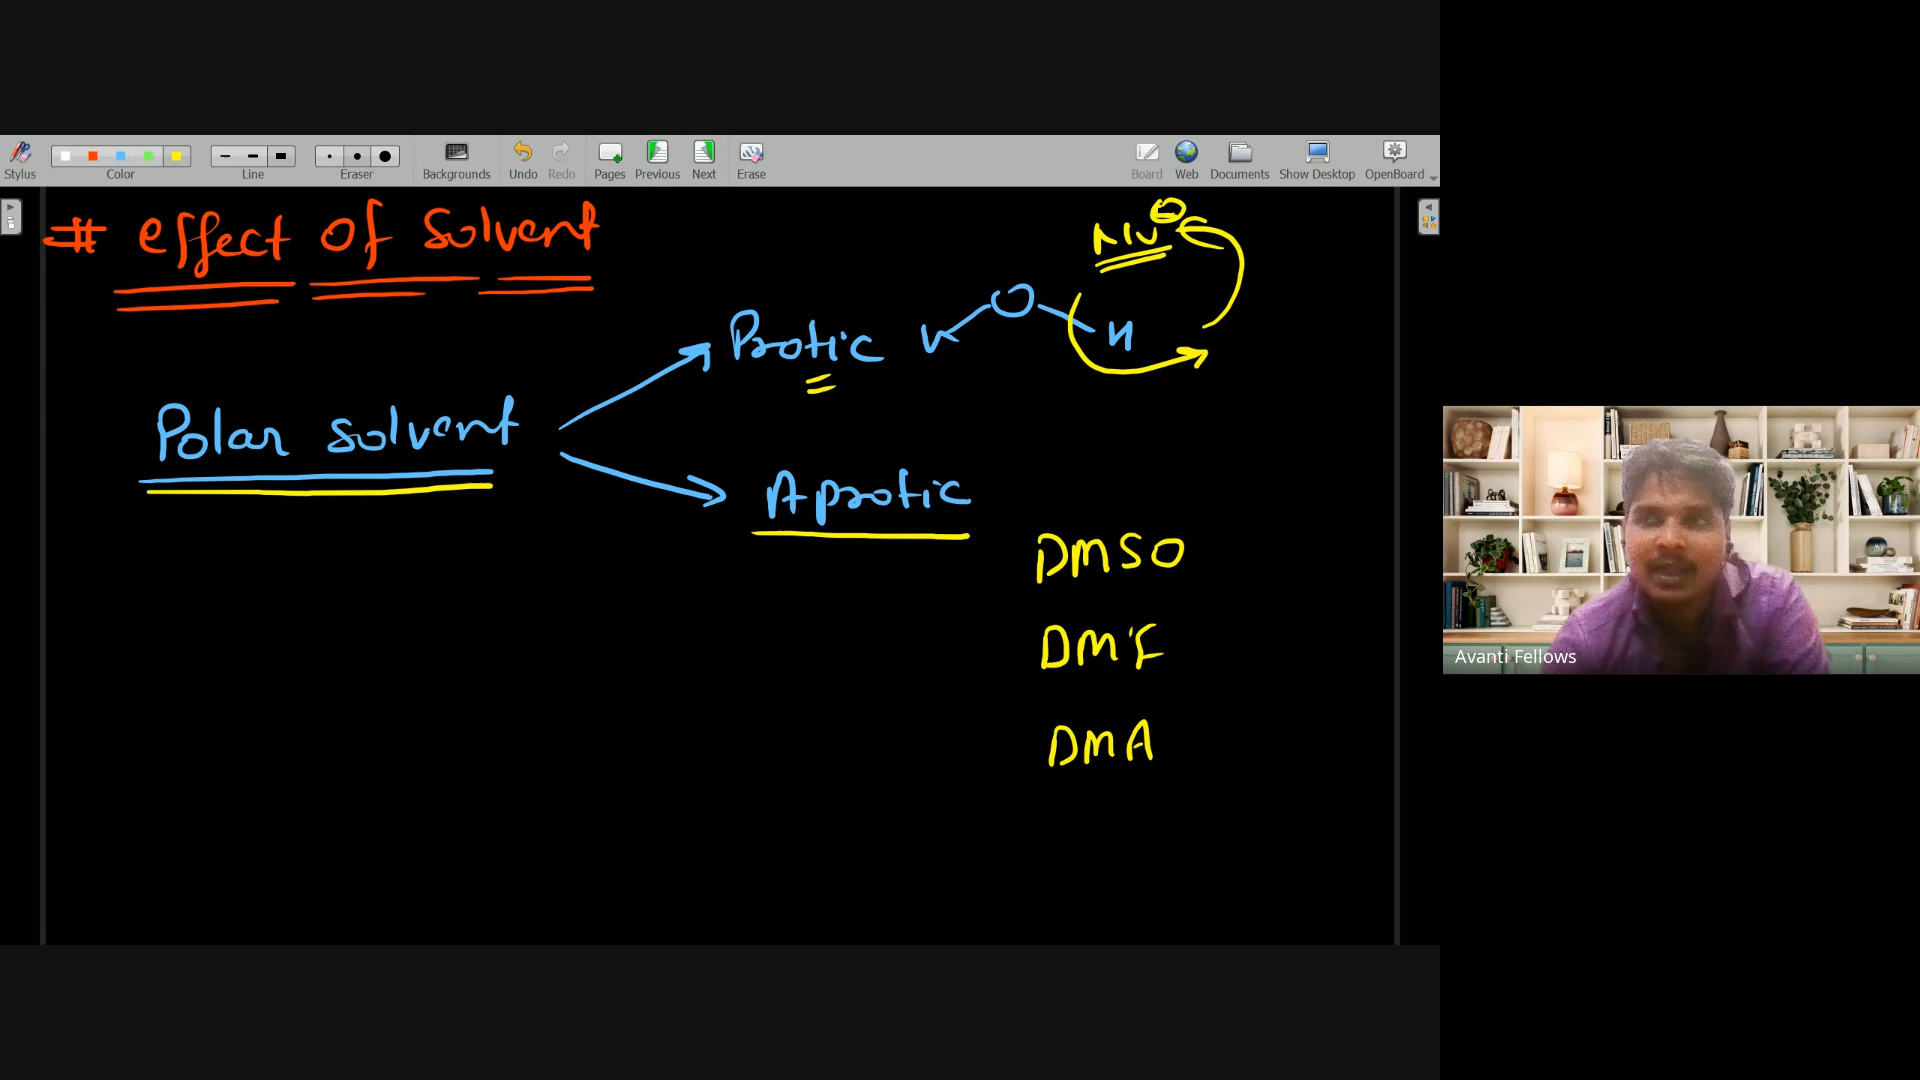 Stylus Color Line Eraser Backgrounds Undo Redo Pages Previous Next Erase Board Web Documents Show Desktop OpenBoard
# effect of solvent
Nu⊖
Protic H O H
Polar solvent
Aprotic
DMSO
DMF
DMA
Avanti Fellows